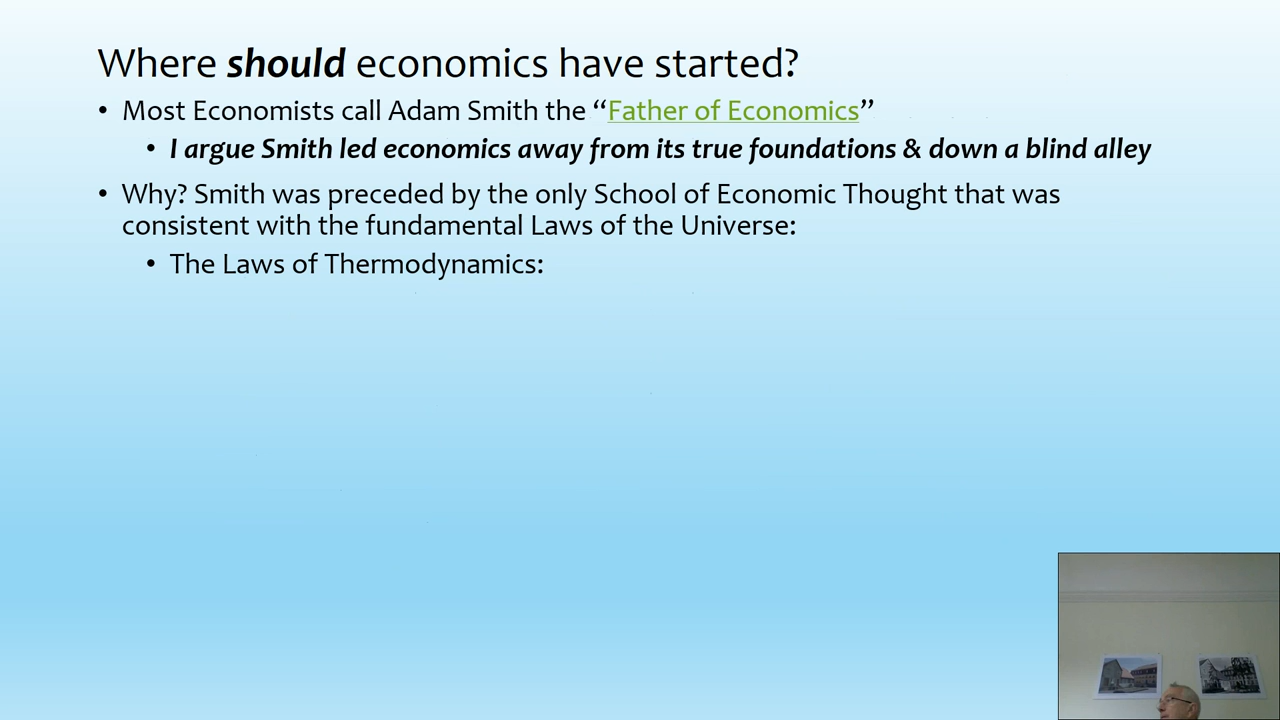 Where should economics have started?
• Most Economists call Adam Smith the “Father of Economics”
• I argue Smith led economics away from its true foundations & down a blind alley
• Why? Smith was preceded by the only School of Economic Thought that was
consistent with the fundamental Laws of the Universe:
• The Laws of Thermodynamics: